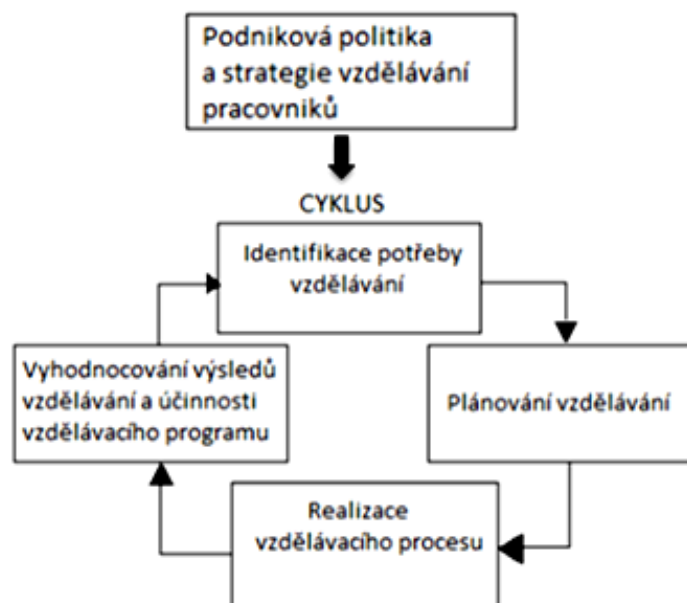 Podniková politika
a strategie vzdělávání
pracovníků
CYKLUS
Identifikace potřeby
vzdělávání
Plánování vzdělávání
Realizace
vzdělávacího procesu
Vyhodnocování výsledů
vzdělávání a účinnosti
vzdělávacího programu